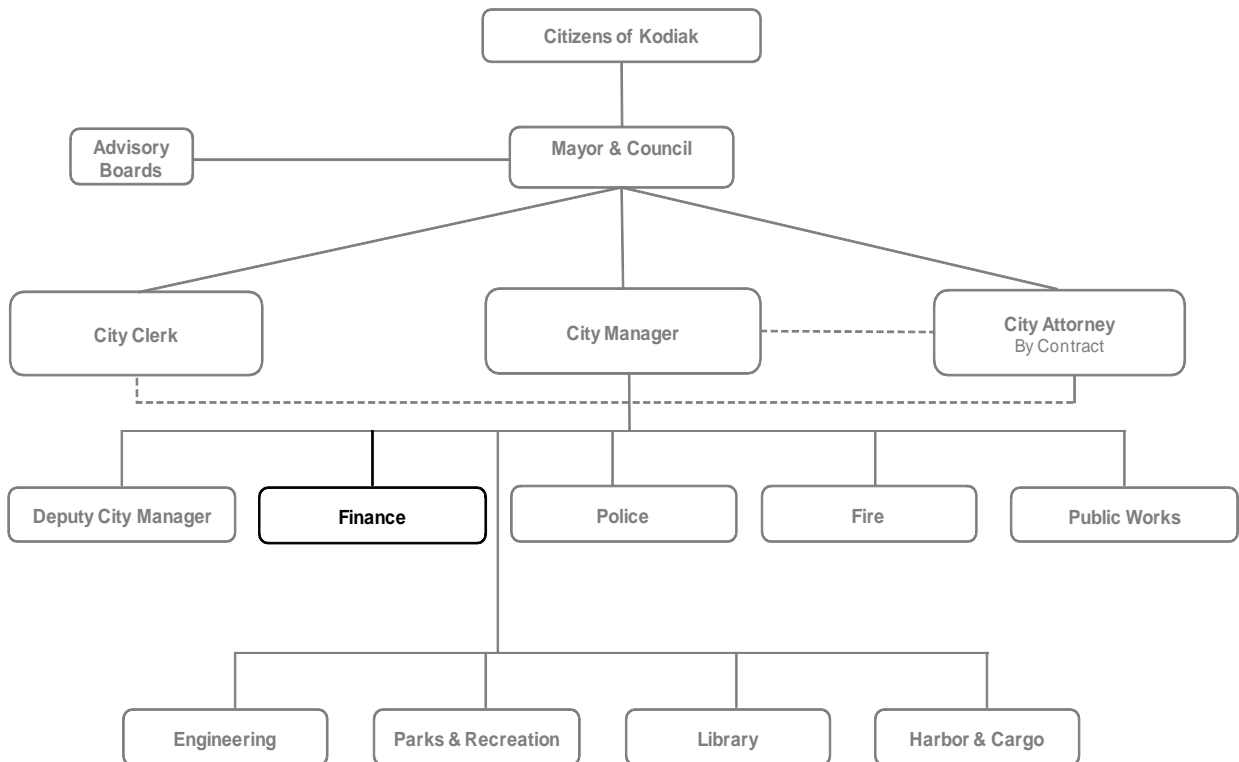 Citizens of Kodiak
Advisory
Boards
Mayor & Council
City Clerk
City Manager
City Attorney
By Contract
Deputy City Manager
Finance
Police
Fire
Public Works
Engineering
Parks & Recreation
Library
Harbor & Cargo